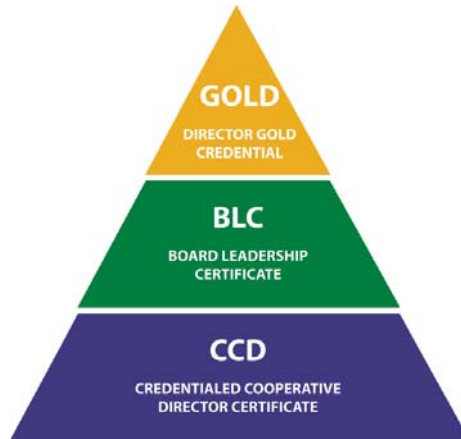 GOLD
DIRECTOR GOLD
CREDENTIAL
BLC
BOARD LEADERSHIP
CERTIFICATE
CCD
CREDENTIALED COOPERATIVE
DIRECTOR CERTIFICATE